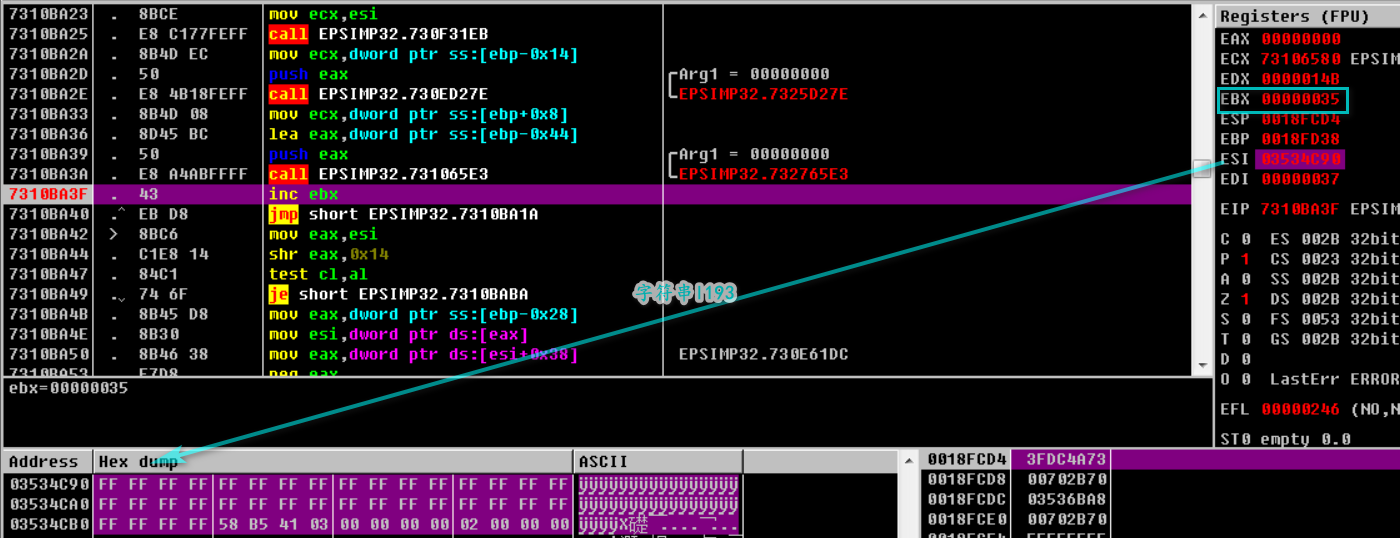 7310BA23 . 8BCE mov ecx,esi
7310BA25 . E8 C177FEFF call EPSIMP32.730F31EB
7310BA2A . 8B4D EC mov ecx,dword ptr ss:[ebp-0x14]
7310BA2D . 50 push eax Arg1 = 00000000
7310BA2E . E8 4B18FEFF call EPSIMP32.730ED27E EPSIMP32.7325D27E
7310BA33 . 8B4D 08 mov ecx,dword ptr ss:[ebp+0x8]
7310BA36 . 8D45 BC lea eax,dword ptr ss:[ebp-0x44]
7310BA39 . 50 push eax Arg1 = 00000000
7310BA3A . E8 A4ABFFFF call EPSIMP32.731065E3 EPSIMP32.732765E3
7310BA3F . 43 inc ebx
7310BA40 .^ EB D8 jmp short EPSIMP32.7310BA1A
7310BA42 > 8BC6 mov eax,esi
7310BA44 . C1E8 14 shr eax,0x14
7310BA47 . 84C1 test cl,al
7310BA49 .v 74 6F je short EPSIMP32.7310BABA
7310BA4B . 8B45 D8 mov eax,dword ptr ss:[ebp-0x28]
7310BA4E . 8B30 mov esi,dword ptr ds:[eax]
7310BA50 . 8B46 38 mov eax,dword ptr ds:[esi+0x38] EPSIMP32.730E61DC
7310BA53 . F7D8 neg eax
字符串1193
ebx=00000035
Registers (FPU)
EAX 00000000
ECX 73106580 EPSIM
EDX 0000014B
EBX 00000035
ESP 0018FCD4
EBP 0018FD38
ESI 03534C90
EDI 00000037
EIP 7310BA3F EPSIM
C 0 ES 002B 32bit
P 1 CS 0023 32bit
A 0 SS 002B 32bit
Z 1 DS 002B 32bit
S 0 FS 0053 32bit
T 0 GS 002B 32bit
D 0
O 0 LastErr ERROR
EFL 00000246 (NO,N
ST0 empty 0.0
Address Hex dump ASCII
03534C90 FF FF FF FF FF FF FF FF FF FF FF FF FF FF FF FF ÿÿÿÿÿÿÿÿÿÿÿÿÿÿÿÿ
03534CA0 FF FF FF FF FF FF FF FF FF FF FF FF FF FF FF FF ÿÿÿÿÿÿÿÿÿÿÿÿÿÿÿÿ
03534CB0 FF FF FF FF 58 B5 41 03 00 00 00 00 02 00 00 00
0018FCD4 3FDC4A73
0018FCD8 00702B70
0018FCDC 03536BA8
0018FCE0 00702B70